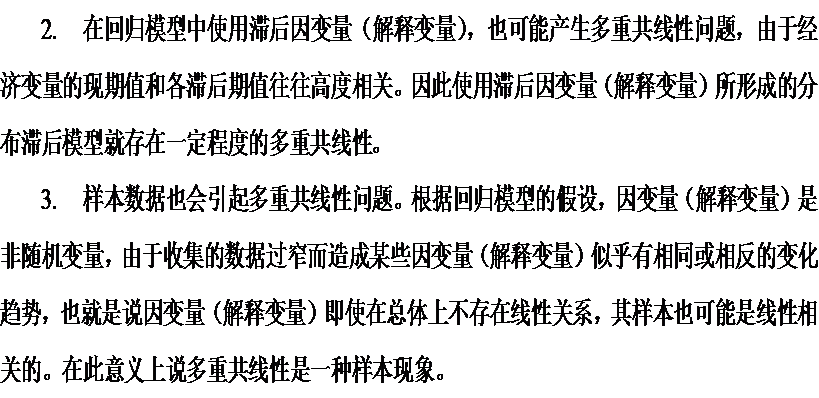 2. 在回归模型中使用滞后因变量（解释变量），也可能产生多重共线性问题，由于经
济变量的现期值和各滞后期值往往高度相关。因此使用滞后因变量（解释变量）所形成的分
布滞后模型就存在一定程度的多重共线性。
3. 样本数据也会引起多重共线性问题。根据回归模型的假设，因变量（解释变量）是
非随机变量，由于收集的数据过窄而造成某些因变量（解释变量）似乎有相同或相反的变化
趋势，也就是说因变量（解释变量）即使在总体上不存在线性关系，其样本也可能是线性相
关的。在此意义上说多重共线性是一种样本现象。